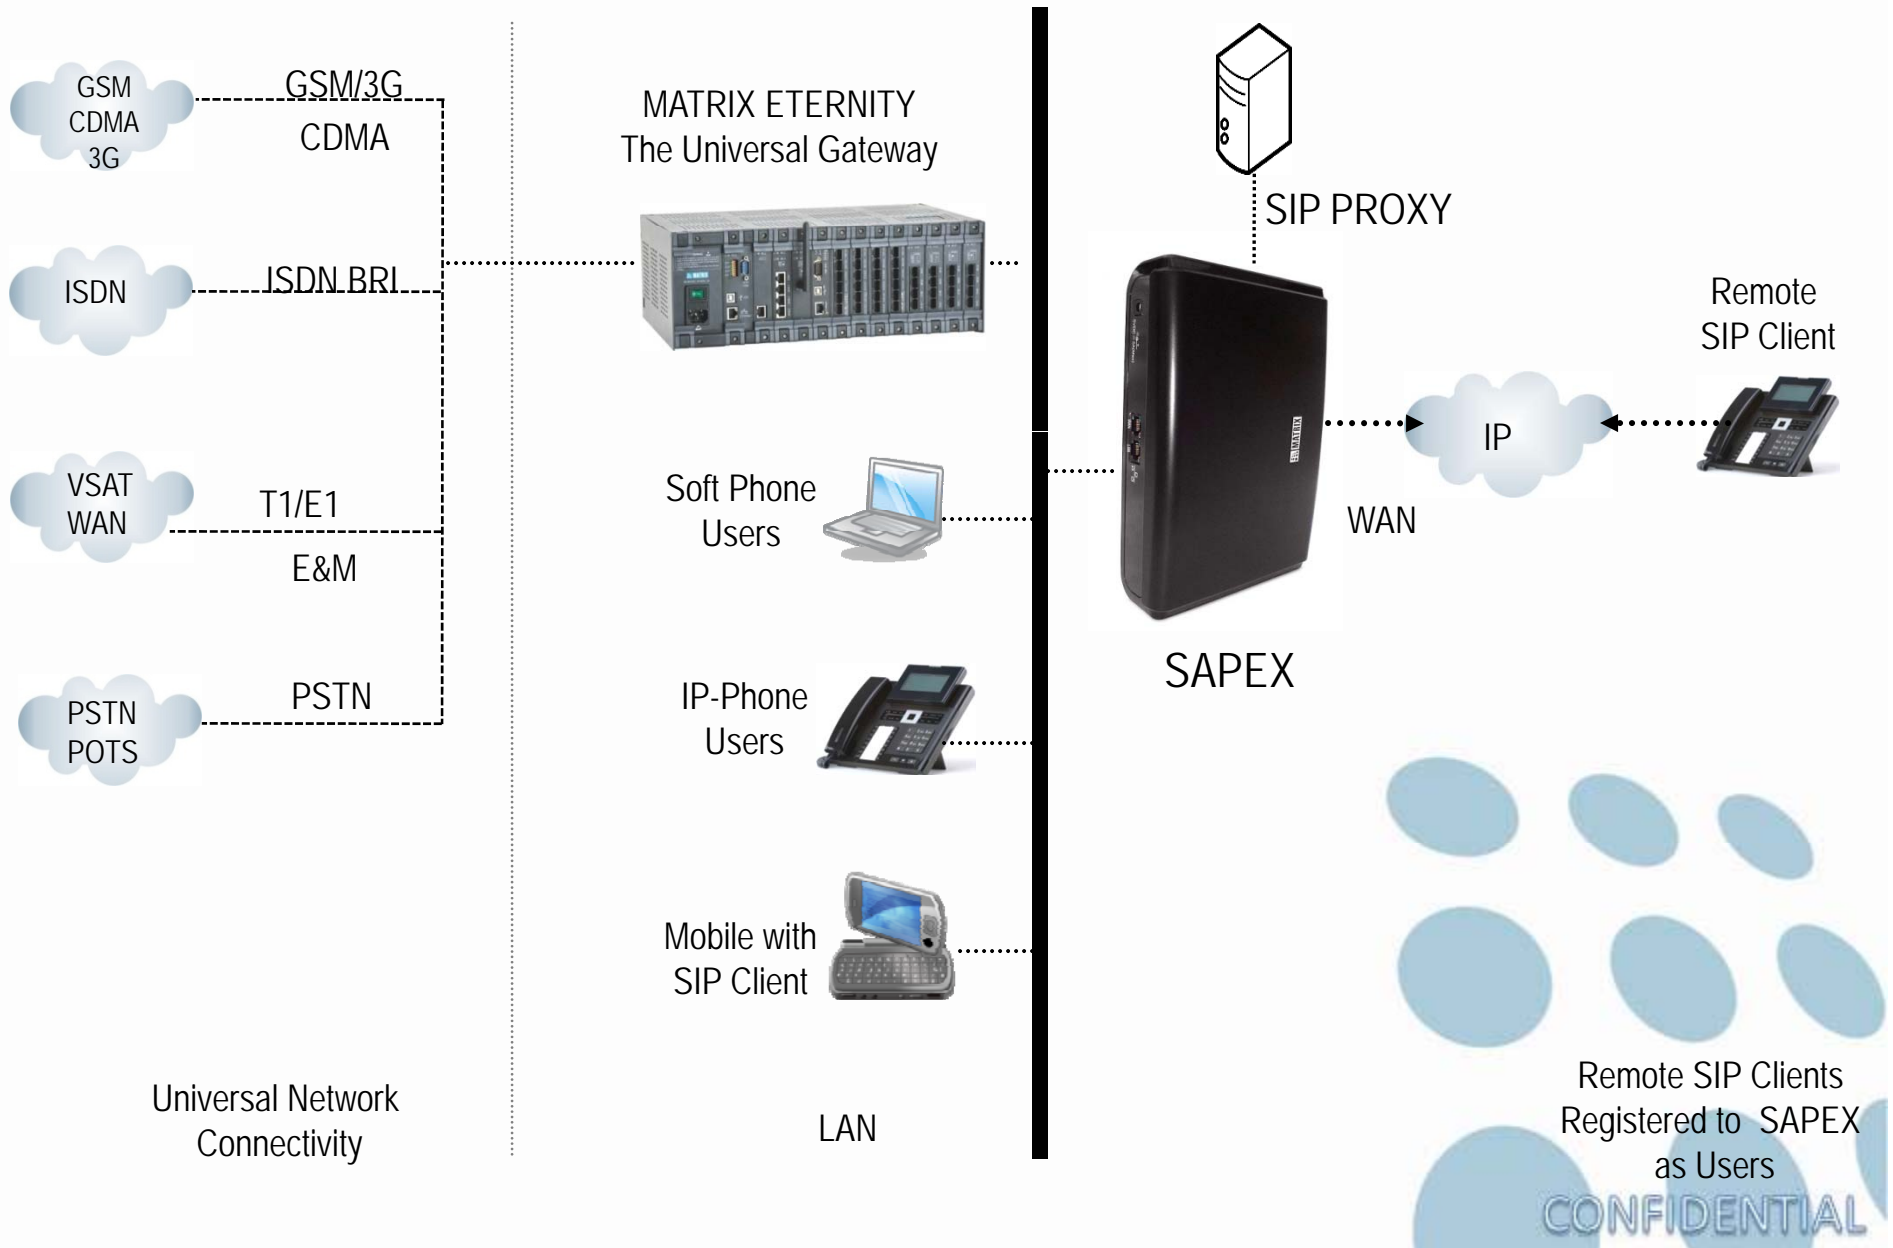 GSM
CDMA
3G
GSM/3G
CDMA
ISDN
ISDN BRI
VSAT
WAN
T1/E1
E&M
PSTN
POTS
PSTN
Universal Network
Connectivity
MATRIX ETERNITY
The Universal Gateway
Soft Phone
Users
IP-Phone
Users
Mobile with
SIP Client
LAN
SIP PROXY
MATRIX
SAPEX
WAN
IP
Remote
SIP Client
Remote SIP Clients
Registered to SAPEX
as Users
CONFIDENTIAL